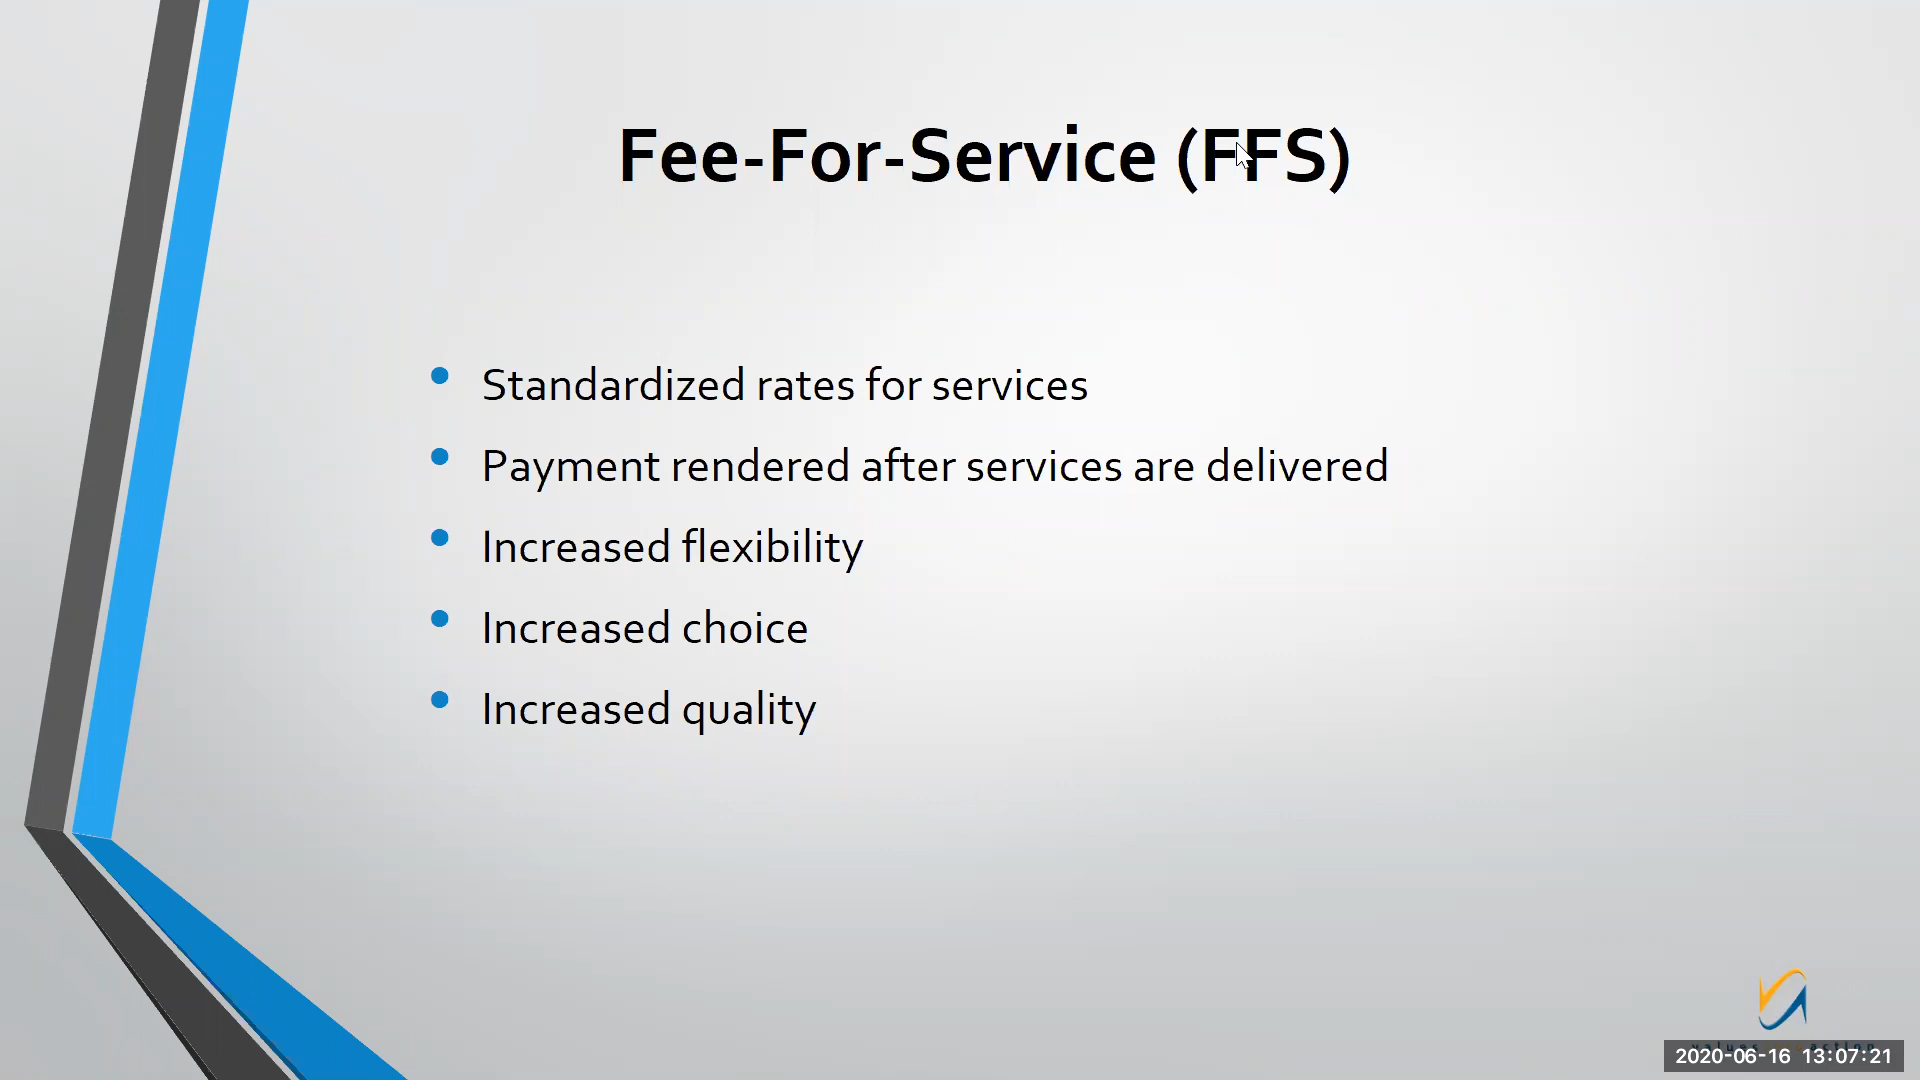 Fee-For-Service (FFS)
Standardized rates for services
Payment rendered after services are delivered
Increased flexibility
Increased choice
Increased quality
2020-06-16 13:07:21